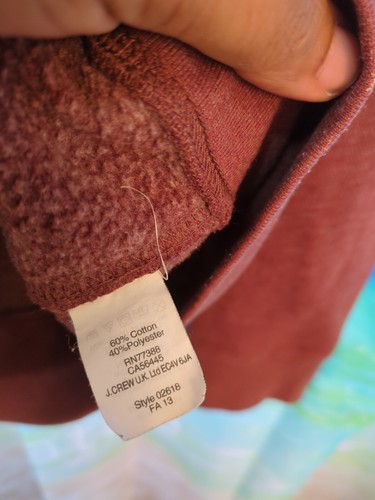 60% Cotton
40%Polyester
RN77388
CA56445
J.CREW U.K. Ltd EC4V 6JA
Style 02616
FA 13